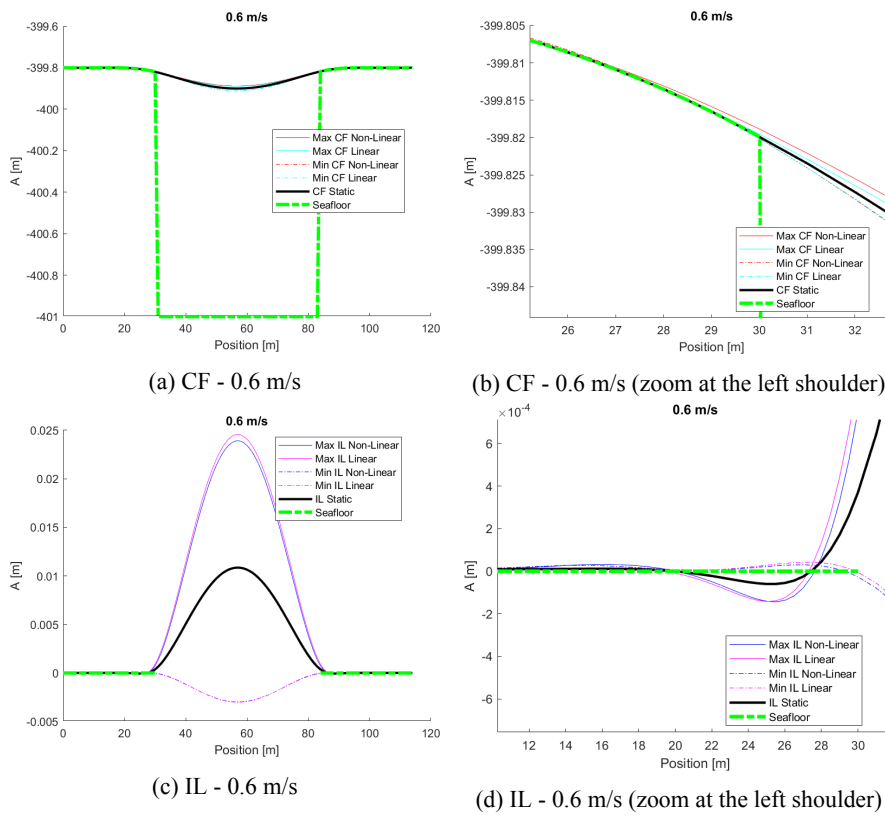 0.6 m/s
-399.6
-399.8
-400
-400.2
-400.4
-400.6
-400.8
-401
A [m]
Max CF Non-Linear
Max CF Linear
Min CF Non-Linear
Min CF Linear
CF Static
Seafloor
0 20 40 60 80 100 120
Position [m]
(a) CF - 0.6 m/s
0.6 m/s
-399.805
-399.81
-399.815
-399.82
-399.825
-399.83
-399.835
-399.84
A [m]
Max CF Non-Linear
Max CF Linear
Min CF Non-Linear
Min CF Linear
CF Static
Seafloor
26 27 28 29 30 31 32
Position [m]
(b) CF - 0.6 m/s (zoom at the left shoulder)
0.6 m/s
0.025
0.02
0.015
0.01
0.005
0
-0.005
A [m]
Max IL Non-Linear
Max IL Linear
Min IL Non-Linear
Min IL Linear
IL Static
Seafloor
0 20 40 60 80 100 120
Position [m]
(c) IL - 0.6 m/s
0.6 m/s
×10⁻⁴
6
4
2
0
-2
-4
-6
A [m]
Max IL Non-Linear
Max IL Linear
Min IL Non-Linear
Min IL Linear
IL Static
Seafloor
12 14 16 18 20 22 24 26 28 30
Position [m]
(d) IL - 0.6 m/s (zoom at the left shoulder)